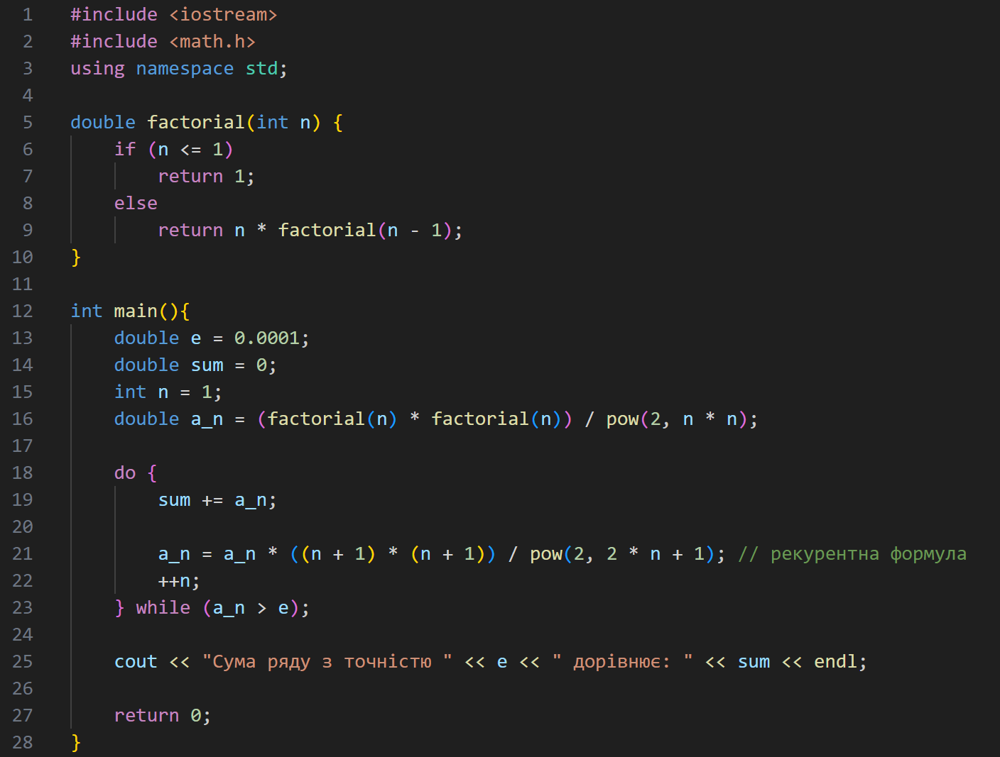 1 #include <iostream>
2 #include <math.h>
3 using namespace std;
4
5 double factorial(int n) {
6     if (n <= 1)
7         return 1;
8     else
9         return n * factorial(n - 1);
10 }
11
12 int main(){
13     double e = 0.0001;
14     double sum = 0;
15     int n = 1;
16     double a_n = (factorial(n) * factorial(n)) / pow(2, n * n);
17
18     do {
19         sum += a_n;
20
21         a_n = a_n * ((n + 1) * (n + 1)) / pow(2, 2 * n + 1); // рекурентна формула
22         ++n;
23     } while (a_n > e);
24
25     cout << "Сума ряду з точністю " << e << " дорівнює: " << sum << endl;
26
27     return 0;
28 }